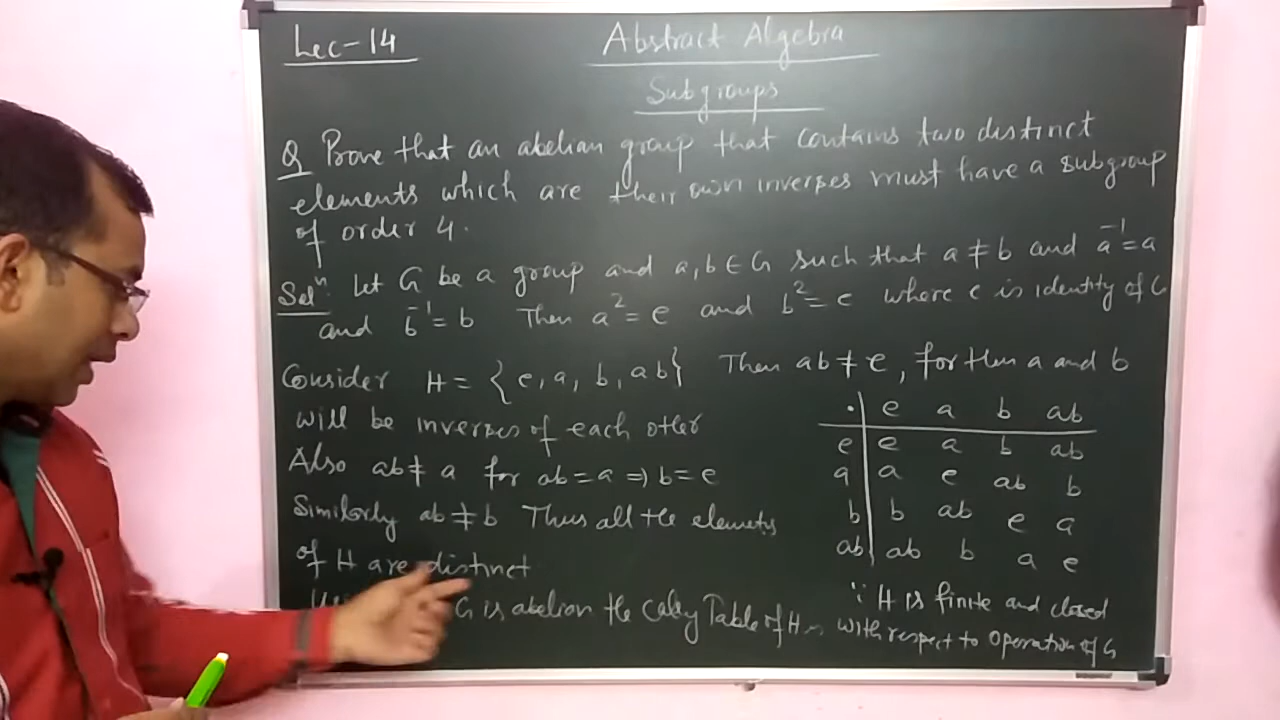 Lec-14
Abstract Algebra
Subgroups
Q Prove that an abelian group that contains two distinct
elements which are their own inverses must have a subgroup
of order 4.
Solⁿ Let G be a group and a, b ∈ G such that a ≠ b and a⁻¹ = a
and b⁻¹ = b Then a² = e and b² = e where e is identity of G
Consider H = {e, a, b, ab} Then ab ≠ e, for then a and b
will be inverses of each other
Also ab ≠ a for ab = a ⇒ b = e
Similarly ab ≠ b Thus all the elemets
of H are distinct
G is abelian the Caley Table of H
· e a b ab
e e a b ab
a a e ab b
b b ab e a
ab ab b a e
∵ H is finite and closed
with respect to operation of G